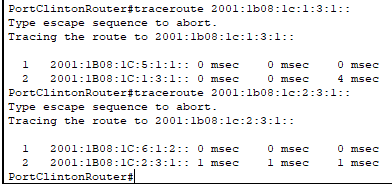 PortClintonRouter#traceroute 2001:1b08:1c:1:3:1::
Type escape sequence to abort.
Tracing the route to 2001:1b08:1c:1:3:1::
1 2001:1B08:1C:5:1:1:: 0 msec 0 msec 0 msec
2 2001:1B08:1C:1:3:1:: 0 msec 0 msec 4 msec
PortClintonRouter#traceroute 2001:1b08:1c:2:3:1::
Type escape sequence to abort.
Tracing the route to 2001:1b08:1c:2:3:1::
1 2001:1B08:1C:6:1:2:: 0 msec 0 msec 0 msec
2 2001:1B08:1C:2:3:1:: 1 msec 1 msec 1 msec
PortClintonRouter#